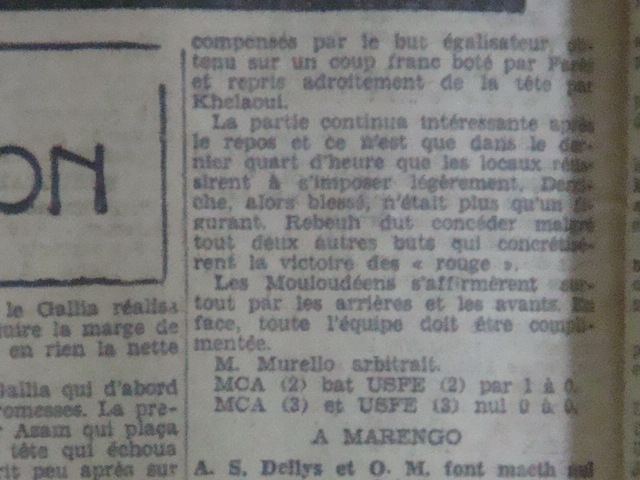 ON
le Gallia réalisa
la marge de
en rien la nette
Gallia qui d'abord
promesses. La pre-
Azam qui plaça
tête qui échoua
peu après sur
compensés par le but égalisateur, ob-
tenu sur un coup franc boté par Farès
et repris adroitement de la tête par
Khelaoui.
La partie continua intéressante après
le repos et ce n'est que dans le der-
nier quart d'heure que les locaux réus-
sirent à s'imposer légèrement.
che, alors blessé, n'était plus qu'un fi-
gurant. Rebeuh dut concéder malgré
tout deux autres buts qui concrétisè-
rent la victoire des « rouge ».
Les Mouloudéens s'affirmèrent sur-
tout par les arrières et les avants. En
face, toute l'équipe doit être compli-
mentée.
M. Murello arbitrait.
MCA (2) bat USFE (2) par 1 à 0.
MCA (3) et USFE (3) nul 0 à 0.
A MARENGO
A. S. Dellys et O. M. font macth nul